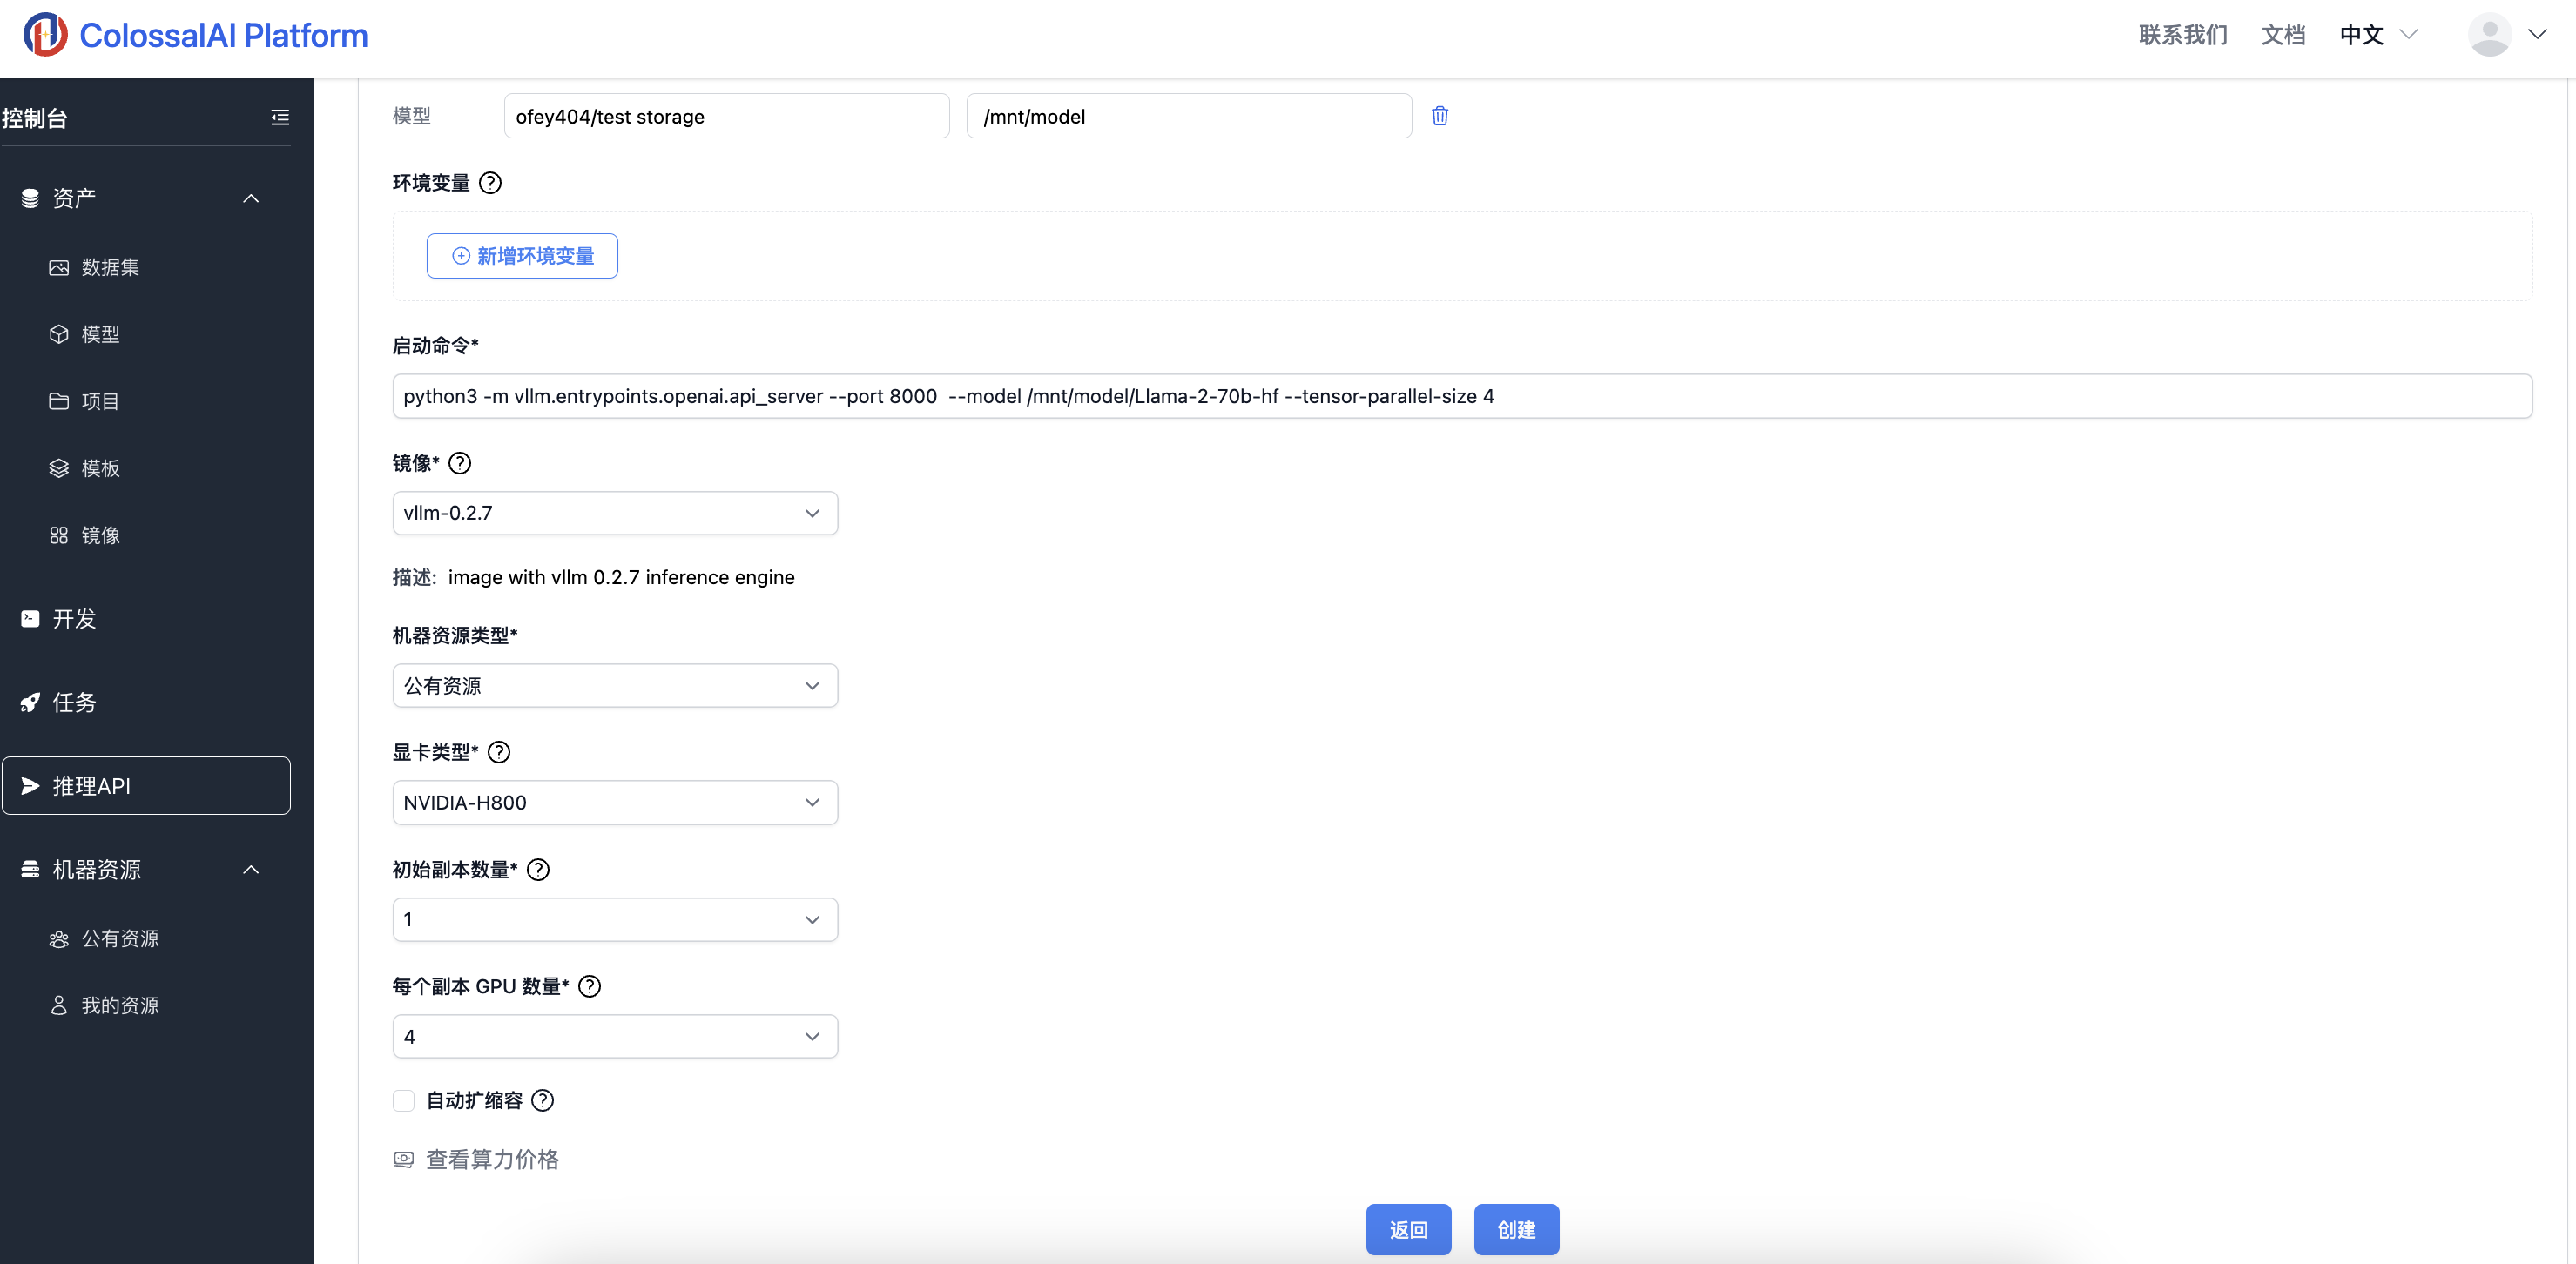 ColossalAI Platform
联系我们
文档
中文
控制台
资产
数据集
模型
项目
模板
镜像
开发
任务
推理API
机器资源
公有资源
我的资源
模型 ofey404/test storage /mnt/model
环境变量
新增环境变量
启动命令*
python3 -m vllm.entrypoints.openai.api_server --port 8000  --model /mnt/model/Llama-2-70b-hf --tensor-parallel-size 4
镜像*
vllm-0.2.7
描述: image with vllm 0.2.7 inference engine
机器资源类型*
公有资源
显卡类型*
NVIDIA-H800
初始副本数量*
1
每个副本 GPU 数量*
4
自动扩缩容
查看算力价格
返回
创建